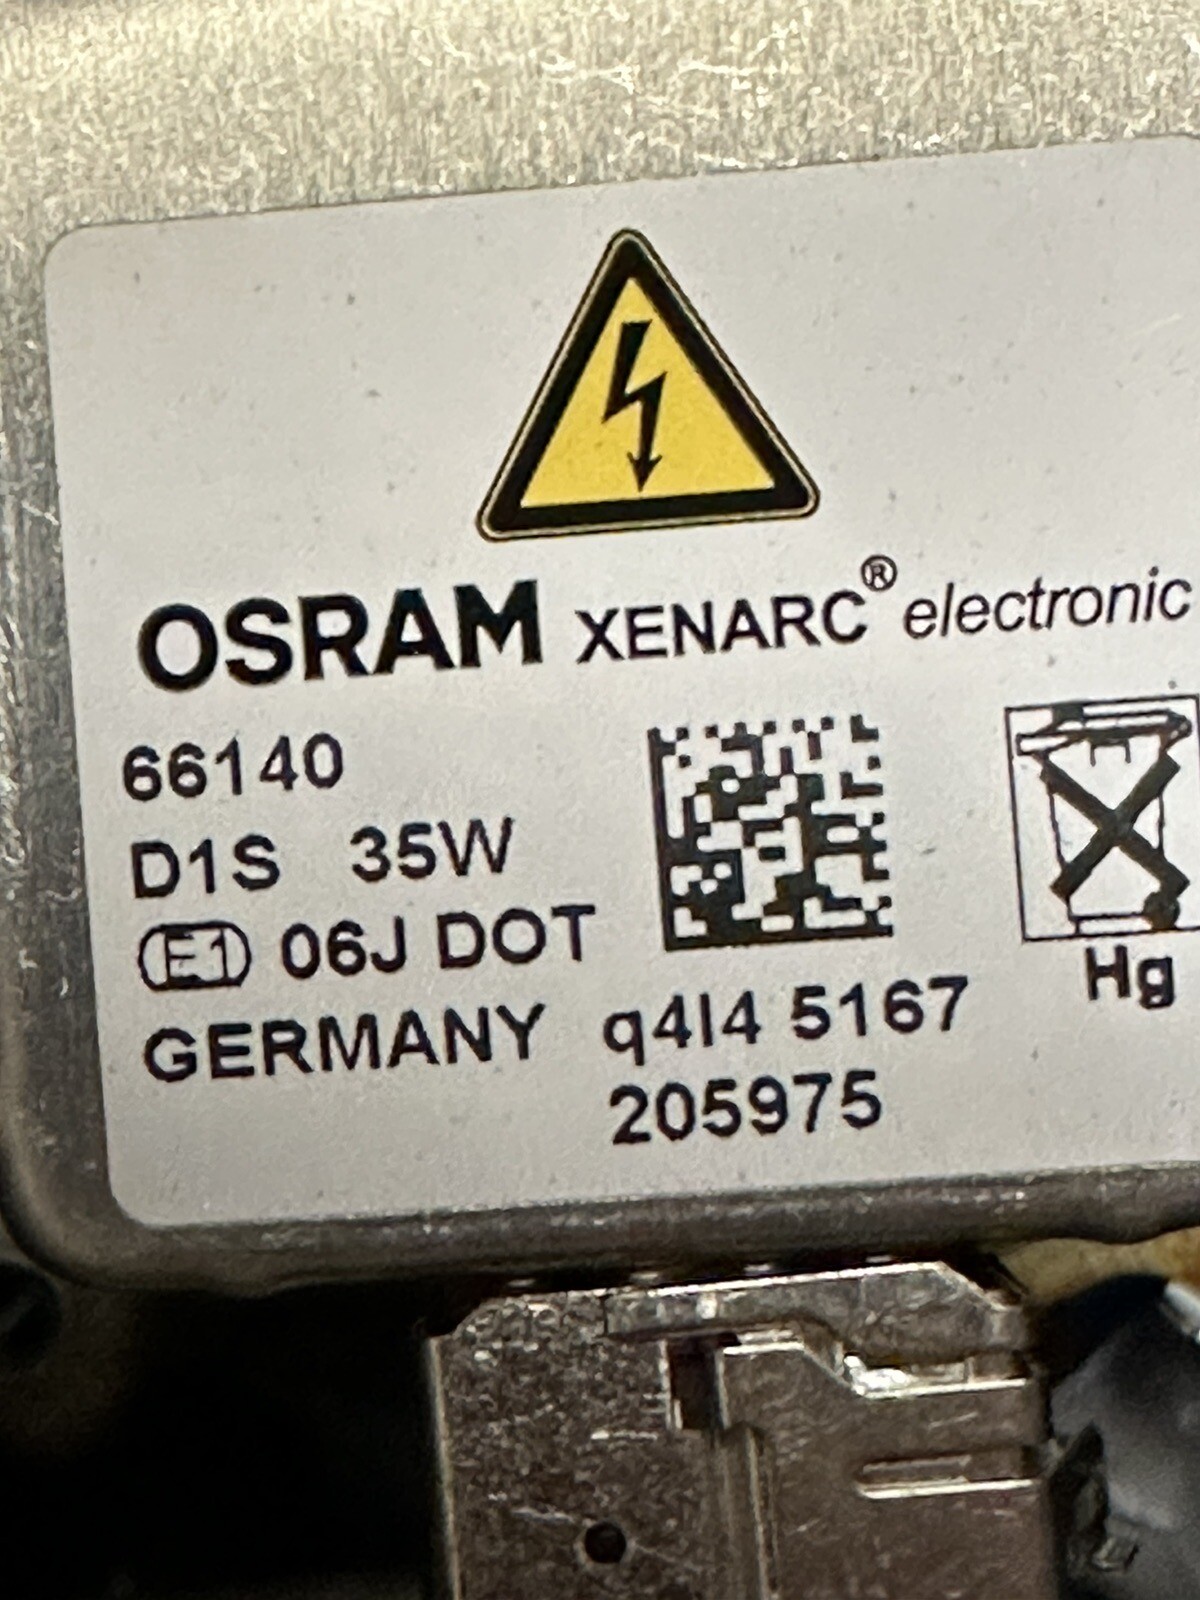 OSRAM XENARC® electronic
66140
D1S 35W
E1 06J DOT
Hg
GERMANY q4I4 5167
205975